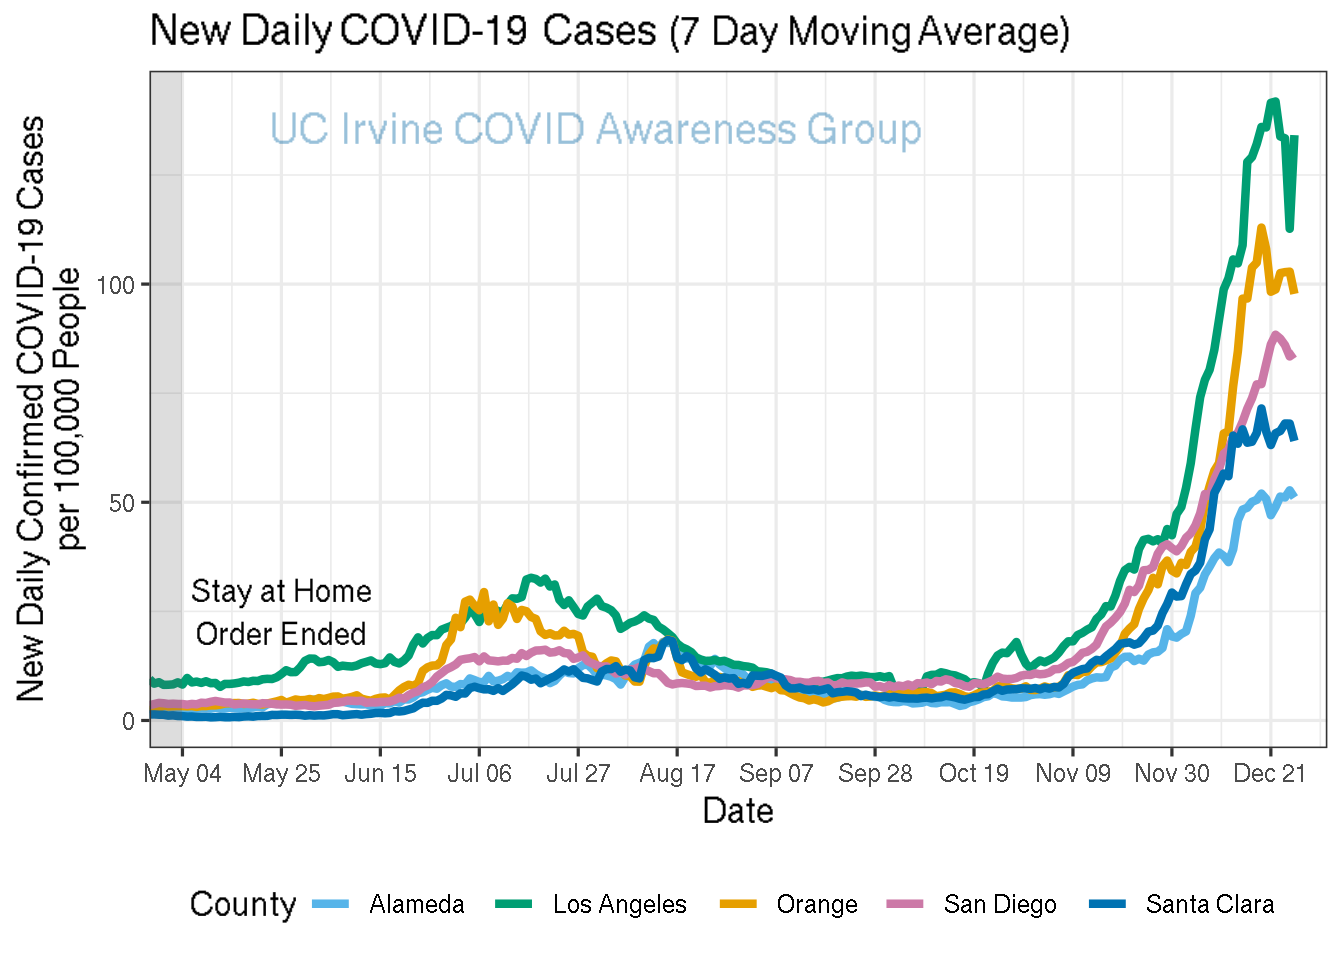 New Daily COVID-19 Cases (7 Day Moving Average)
UC Irvine COVID Awareness Group
New Daily Confirmed COVID-19 Cases
per 100,000 People
100
50
0
Stay at Home
Order Ended
May 04 May 25 Jun 15 Jul 06 Jul 27 Aug 17 Sep 07 Sep 28 Oct 19 Nov 09 Nov 30 Dec 21
Date
County Alameda Los Angeles Orange San Diego Santa Clara